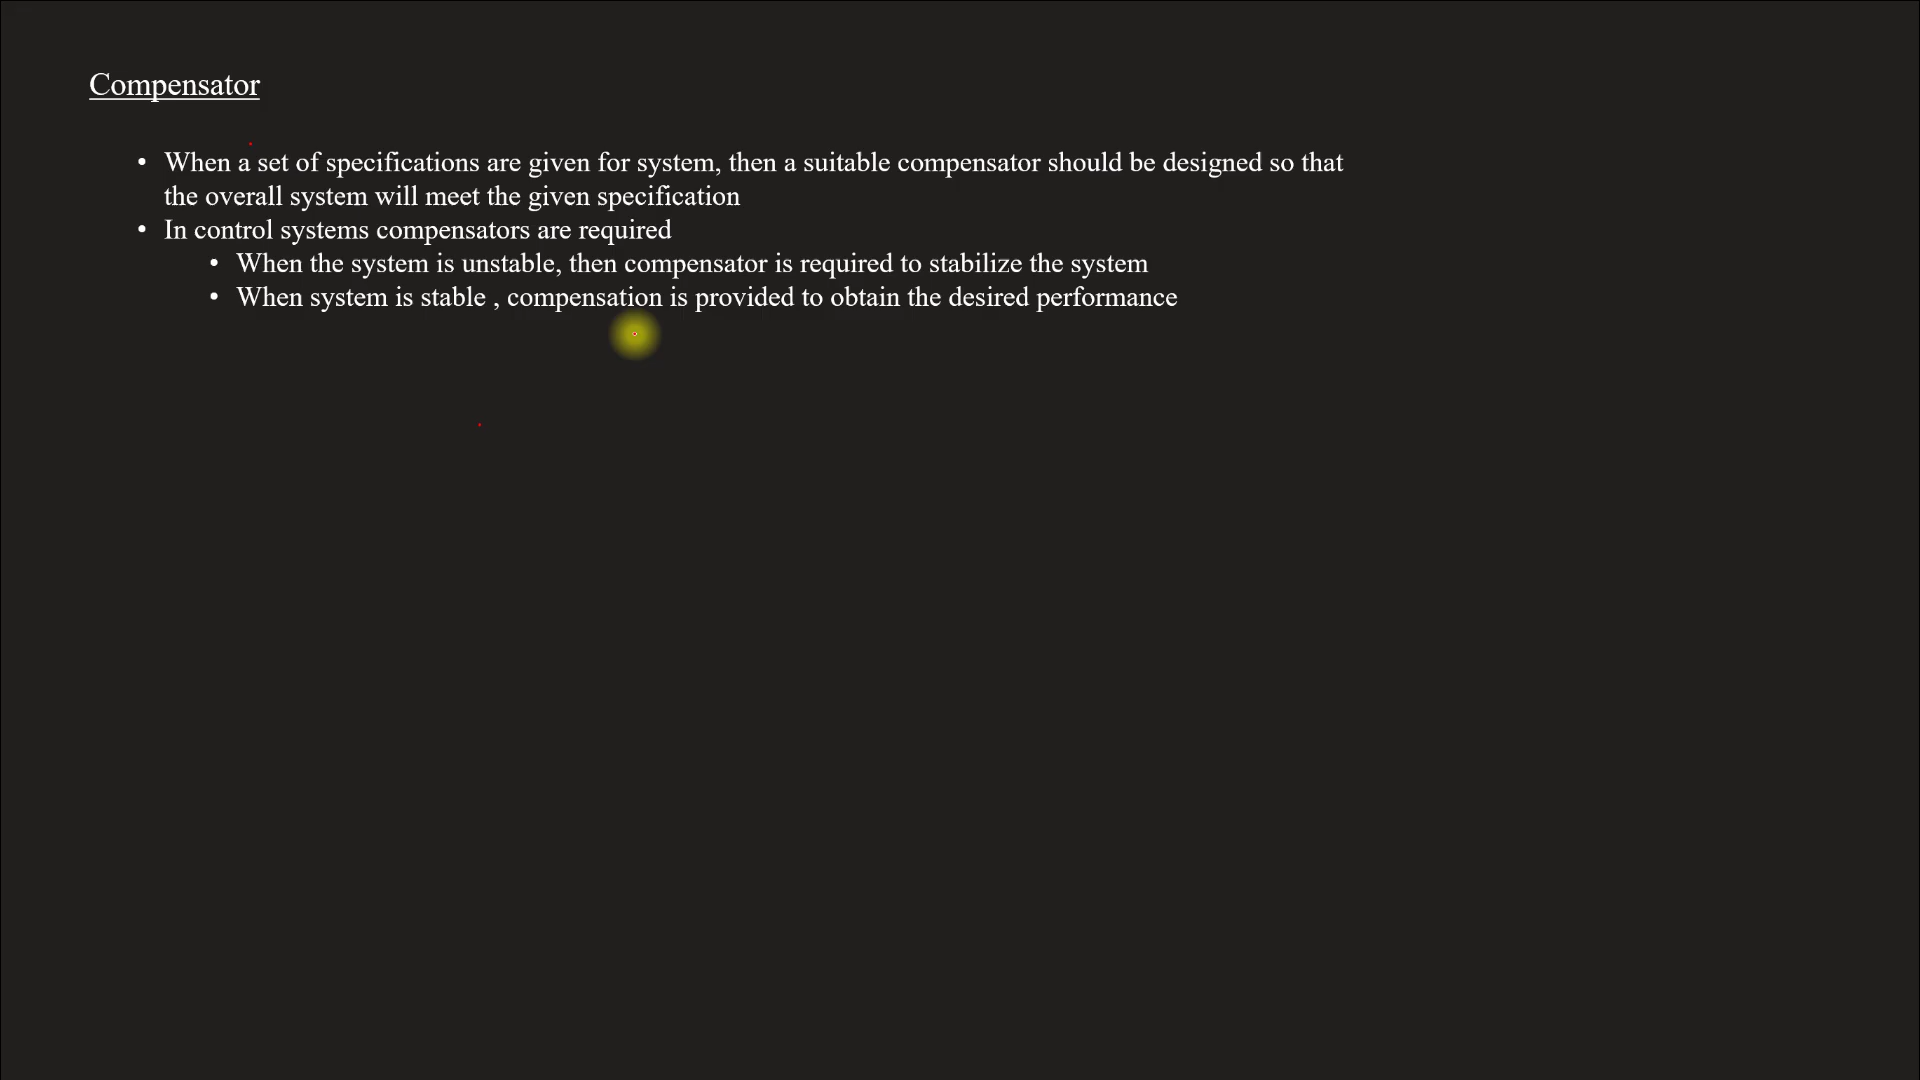 Compensator
• When a set of specifications are given for system, then a suitable compensator should be designed so that
the overall system will meet the given specification
• In control systems compensators are required
• When the system is unstable, then compensator is required to stabilize the system
• When system is stable , compensation is provided to obtain the desired performance